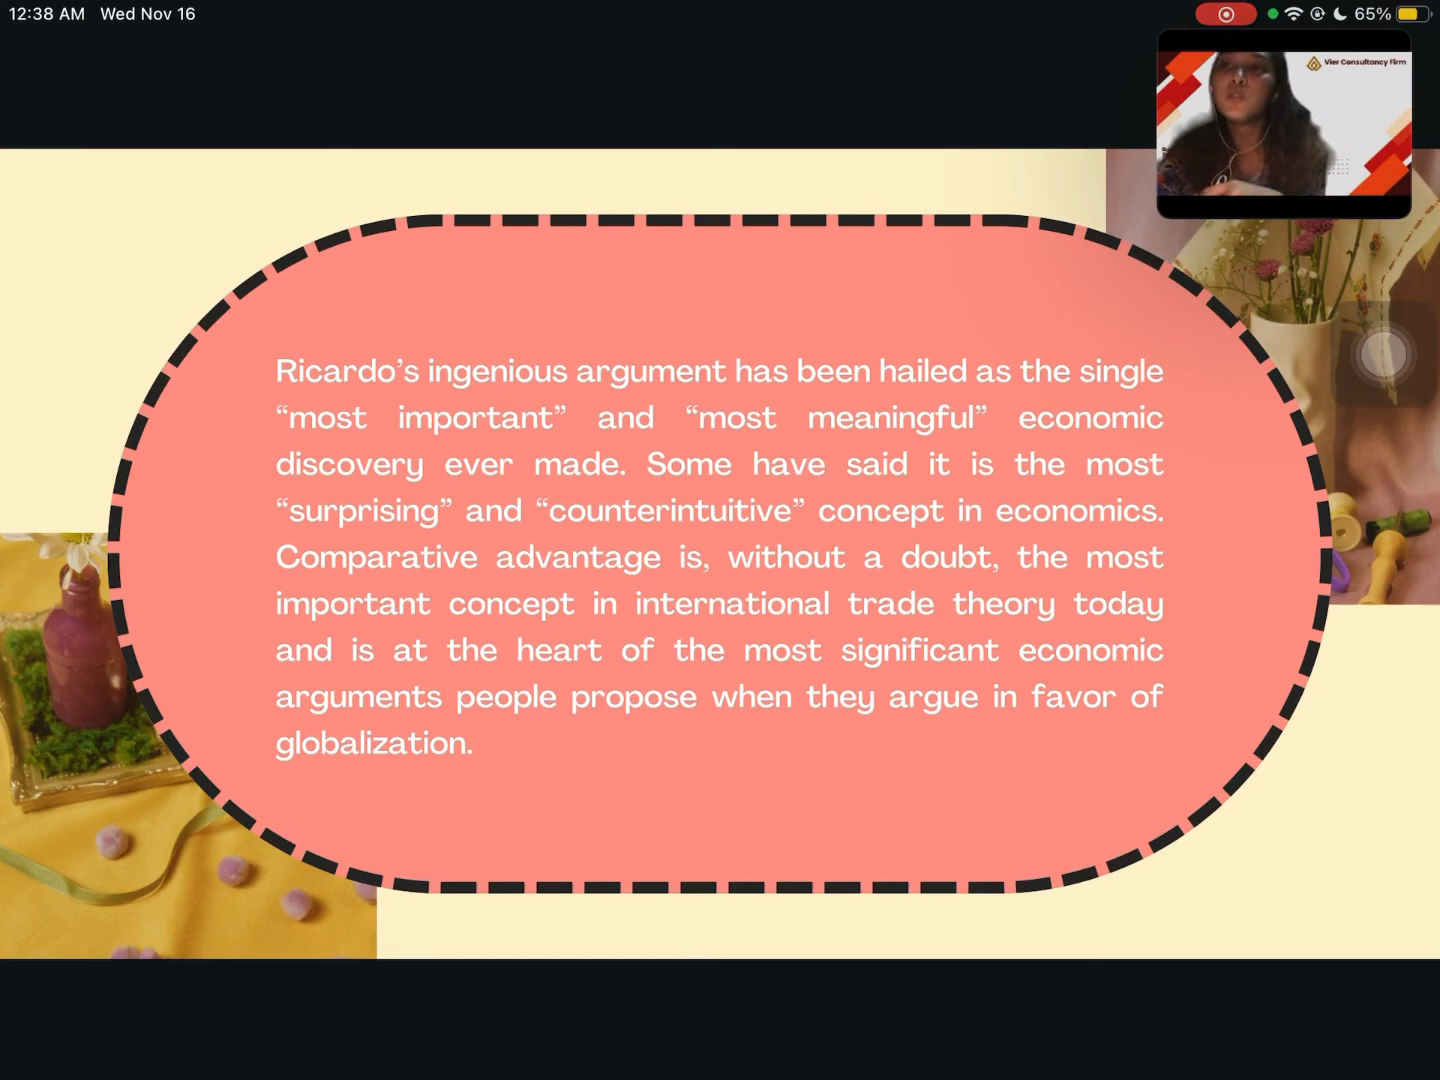 12:38 AM Wed Nov 16
65%
Vier Consultancy Firm
Ricardo’s ingenious argument has been hailed as the single
“most important” and “most meaningful” economic
discovery ever made. Some have said it is the most
“surprising” and “counterintuitive” concept in economics.
Comparative advantage is, without a doubt, the most
important concept in international trade theory today
and is at the heart of the most significant economic
arguments people propose when they argue in favor of
globalization.